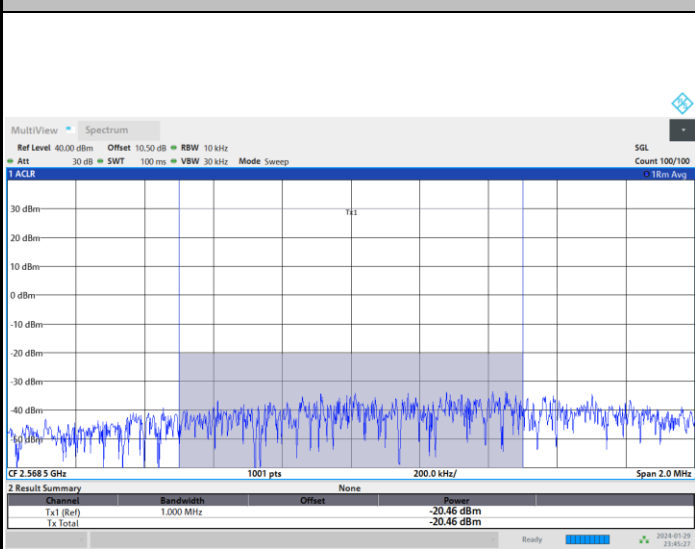 MultiView Spectrum
Ref Level 40.00 dBm Offset 10.50 dB RBW 10 kHz SGL
Att 30 dB SWT 100 ms VBW 30 kHz Mode Sweep Count 100/100
1 ACLR 1Rm Avg
Tx1
30 dBm
20 dBm
10 dBm
0 dBm
-10 dBm
-20 dBm
-30 dBm
-40 dBm
CF 2.568 5 GHz 1001 pts 200.0 kHz/ Span 2.0 MHz
2 Result Summary None
Channel Bandwidth Offset Power
Tx1 (Ref) 1.000 MHz -20.46 dBm
Tx Total -20.46 dBm
Ready 2024-01-29
23:45:27